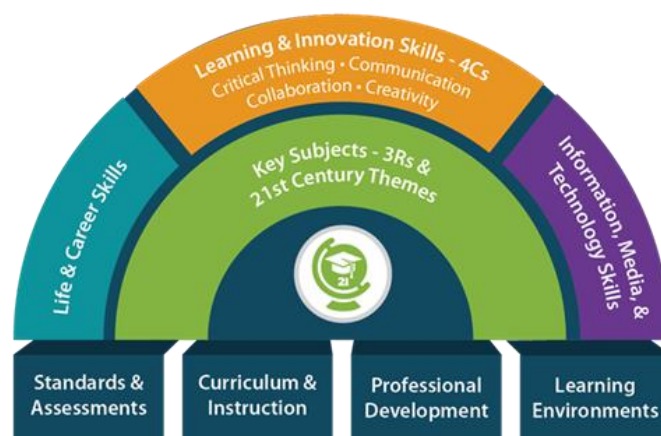 Learning & Innovation Skills - 4Cs
Critical Thinking • Communication
Collaboration • Creativity
Life & Career Skills
Key Subjects - 3Rs &
21st Century Themes
Information, Media, &
Technology Skills
21
Standards &
Assessments
Curriculum &
Instruction
Professional
Development
Learning
Environments